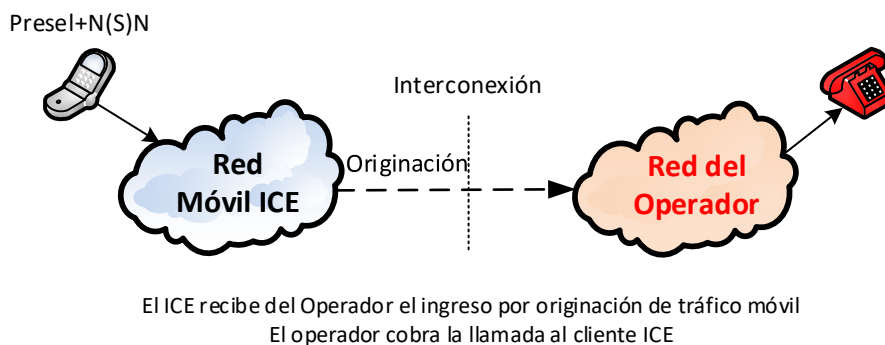 Presel+N(S)N
Interconexión
Red
Móvil ICE
Originación
Red del
Operador
El ICE recibe del Operador el ingreso por originación de tráfico móvil
El operador cobra la llamada al cliente ICE